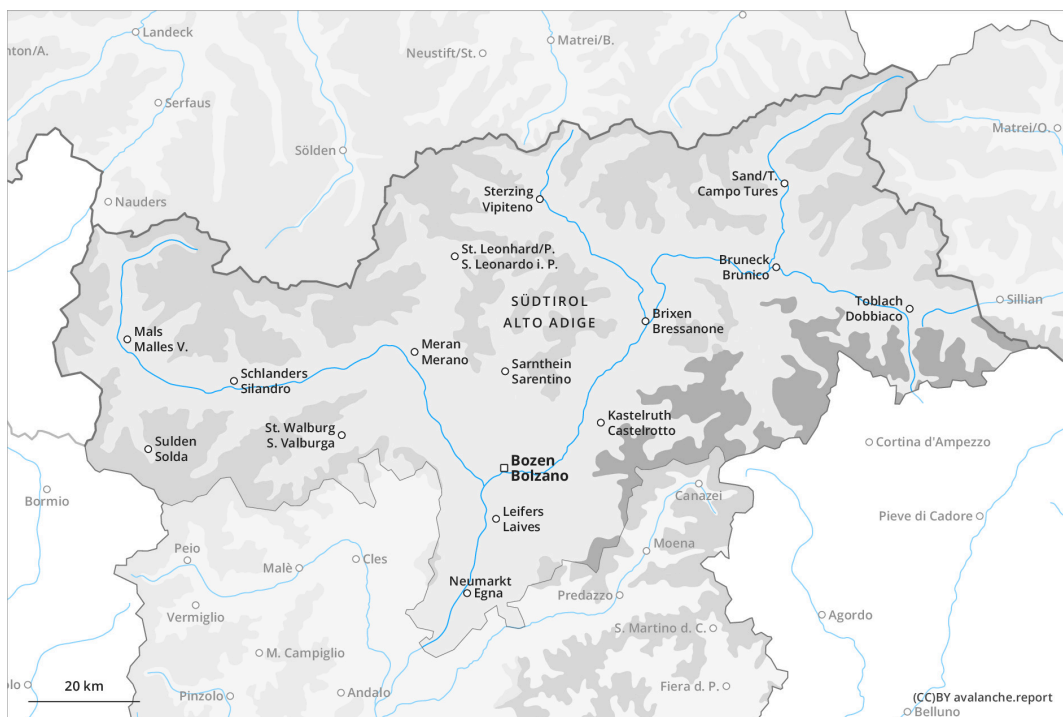 Landeck
Matrei/B.
Neustift/St.
nton/A.
Serfaus
Matrei/O.
Sölden
Sand/T.
Campo Tures
Sterzing
Vipiteno
Nauders
St. Leonhard/P.
S. Leonardo i. P.
Bruneck
Brunico
SÜDTIROL
ALTO ADIGE
Toblach
Dobbiaco
Sillian
Brixen
Bressanone
Mals
Malles V.
Meran
Merano
Sarnthein
Sarentino
Schlanders
Silandro
Kastelruth
Castelrotto
St. Walburg
S. Valburga
Sulden
Solda
Cortina d'Ampezzo
Bozen
Bolzano
Bormio
Canazei
Leifers
Laives
Pieve di Cadore
Moena
Peio
Malè
Cles
Neumarkt
Egna
Predazzo
Vermiglio
Agordo
S. Martino d. C.
M. Campiglio
olo
20 km
Pinzolo
Andalo
Fiera d. P.
(CC)BY avalanche.report
Belluno